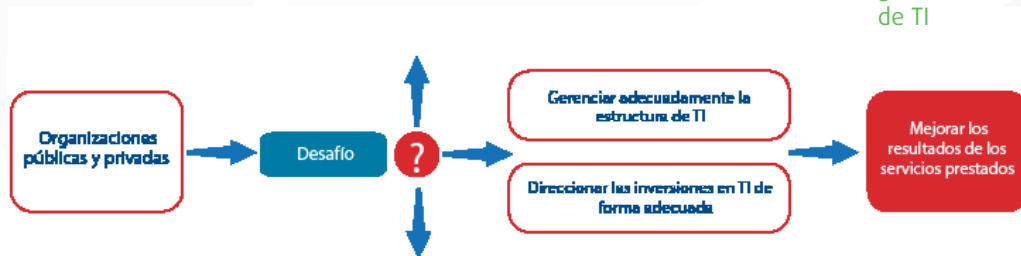 de TI
Organizaciones
públicas y privadas
Desafío
?
Gerenciar adecuadamente la
estructura de TI
Direccionar las inversiones en TI de
forma adecuada
Mejorar los
resultados de los
servicios prestados